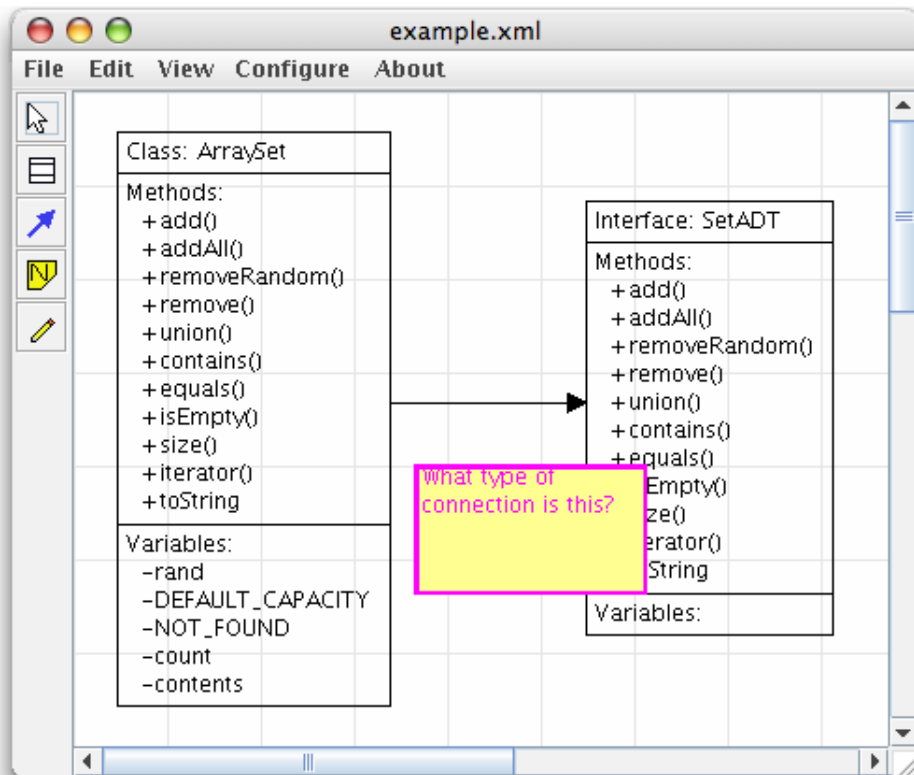 example.xml
File Edit View Configure About
Class: ArraySet
Methods:
+add()
+addAll()
+removeRandom()
+remove()
+union()
+contains()
+equals()
+isEmpty()
+size()
+iterator()
+toString
Variables:
-rand
-DEFAULT_CAPACITY
-NOT_FOUND
-count
-contents
What type of
connection is this?
Interface: SetADT
Methods:
+add()
+addAll()
+removeRandom()
+remove()
+union()
+contains()
+equals()
Empty()
ze()
erator()
String
Variables: